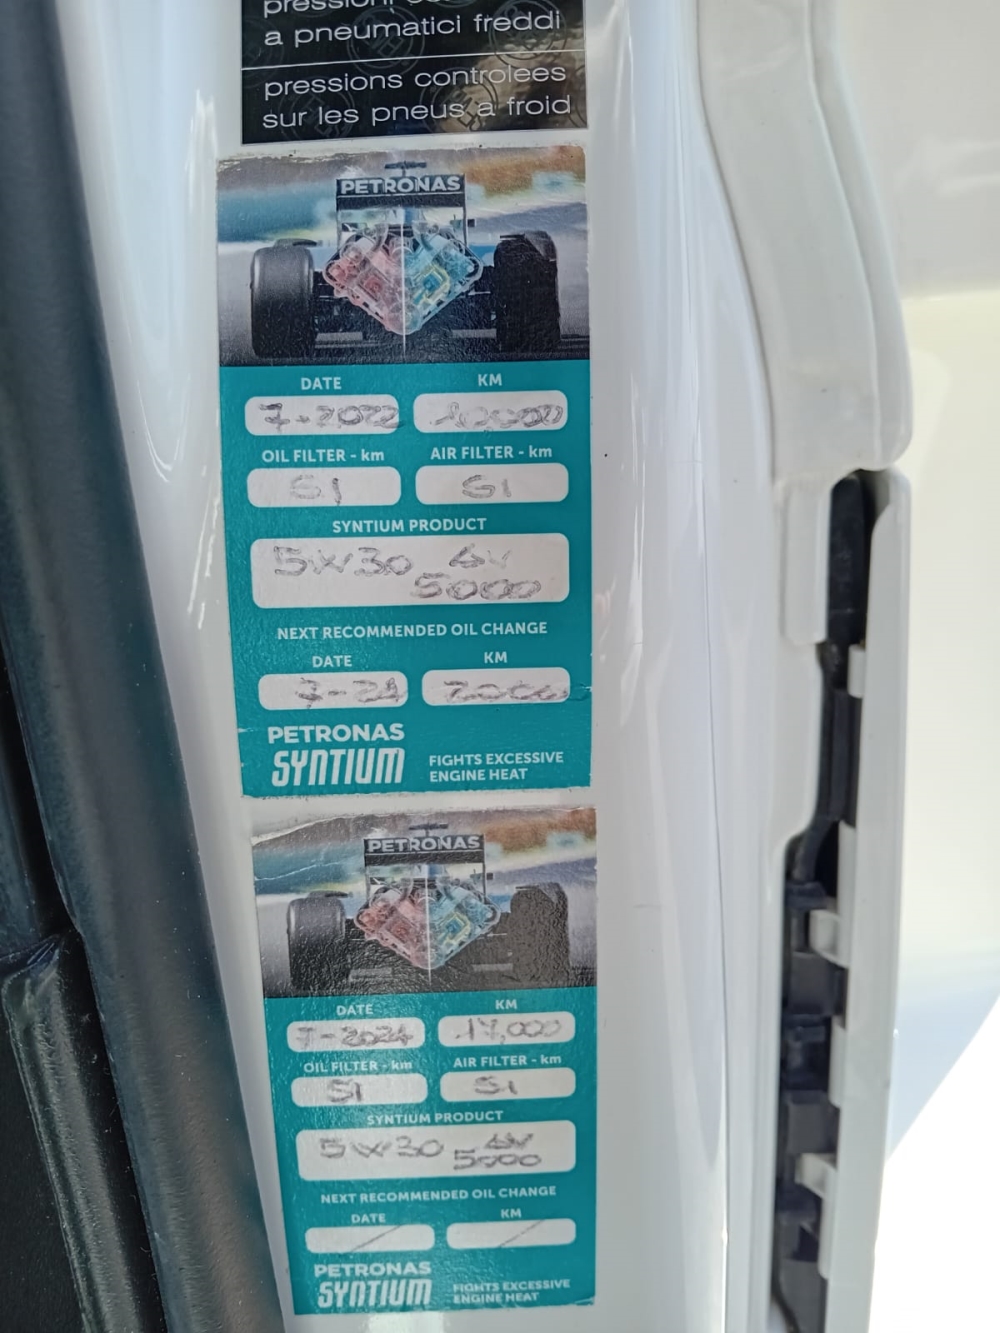 a pneumatici freddi
pressions controlees
sur les pneus a froid
PETRONAS
DATE KM
7-2022 10000
OIL FILTER - km AIR FILTER - km
SI SI
SYNTIUM PRODUCT
5W30
5000
NEXT RECOMMENDED OIL CHANGE
DATE KM
PETRONAS
SYNTIUM
FIGHTS EXCESSIVE
ENGINE HEAT
PETRONAS
DATE KM
7-2024 17,000
OIL FILTER - km AIR FILTER - km
SI SI
SYNTIUM PRODUCT
5W30
5000
NEXT RECOMMENDED OIL CHANGE
DATE KM
PETRONAS
SYNTIUM
FIGHTS EXCESSIVE
ENGINE HEAT